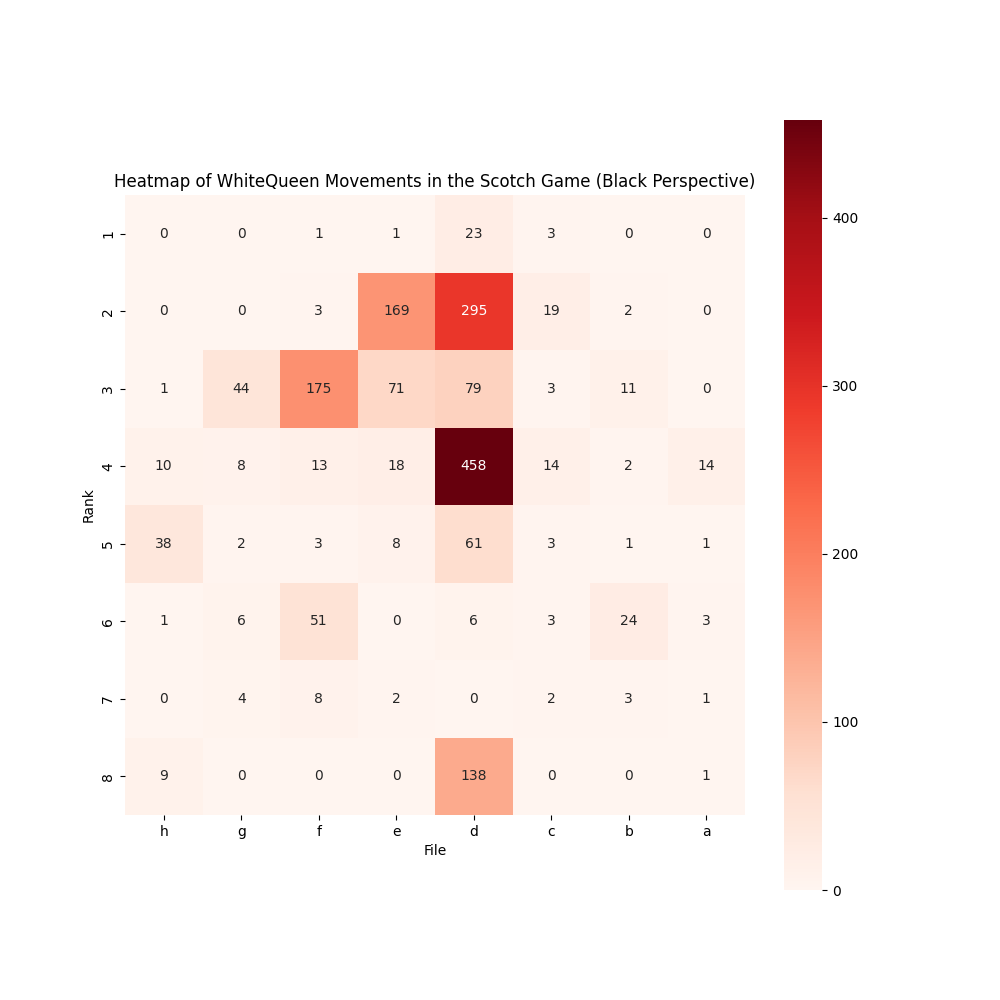 Heatmap of WhiteQueen Movements in the Scotch Game (Black Perspective)
1 0 0 1 1 23 3 0 0
2 0 0 3 169 295 19 2 0
3 1 44 175 71 79 3 11 0
4 10 8 13 18 458 14 2 14
5 38 2 3 8 61 3 1 1
6 1 6 51 0 6 3 24 3
7 0 4 8 2 0 2 3 1
8 9 0 0 0 138 0 0 1
h g f e d c b a
File
Rank
400
300
200
100
0